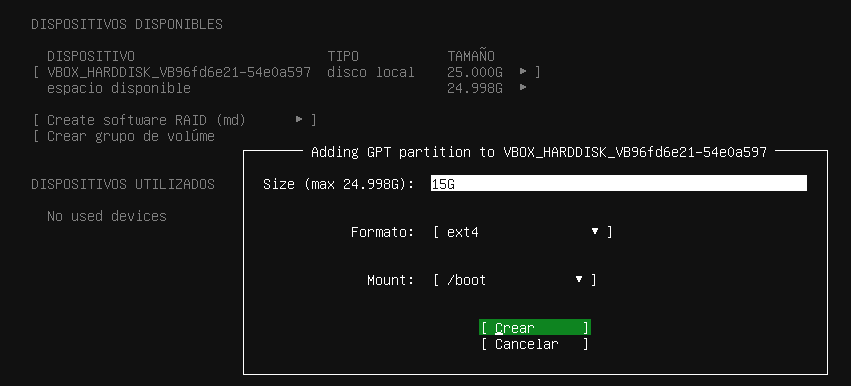 DISPOSITIVOS DISPONIBLES
DISPOSITIVO TIPO TAMAÑO
[ VBOX_HARDDISK_VB96fd6e21-54e0a597 disco local 25.000G ▸ ]
espacio disponible 24.998G ▸
[ Create software RAID (md) ▸ ]
[ Crear grupo de volúme
Adding GPT partition to VBOX_HARDDISK_VB96fd6e21-54e0a597
DISPOSITIVOS UTILIZADOS
Size (max 24.998G): 15G
No used devices
Formato: [ ext4 ▾ ]
Mount: [ /boot ▾ ]
[ Crear ]
[ Cancelar ]